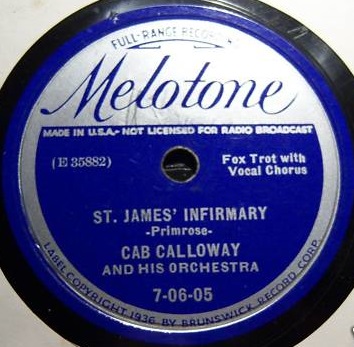 FULL-RANGE RECORDING
Melotone
MADE IN U.S.A.- NOT LICENSED FOR RADIO BROADCAST
(E 35882)
Fox Trot with
Vocal Chorus
ST. JAMES' INFIRMARY
-Primrose-
CAB CALLOWAY
AND HIS ORCHESTRA
7-06-05
LABEL COPYRIGHT 1936 BY BRUNSWICK RECORD CORP.